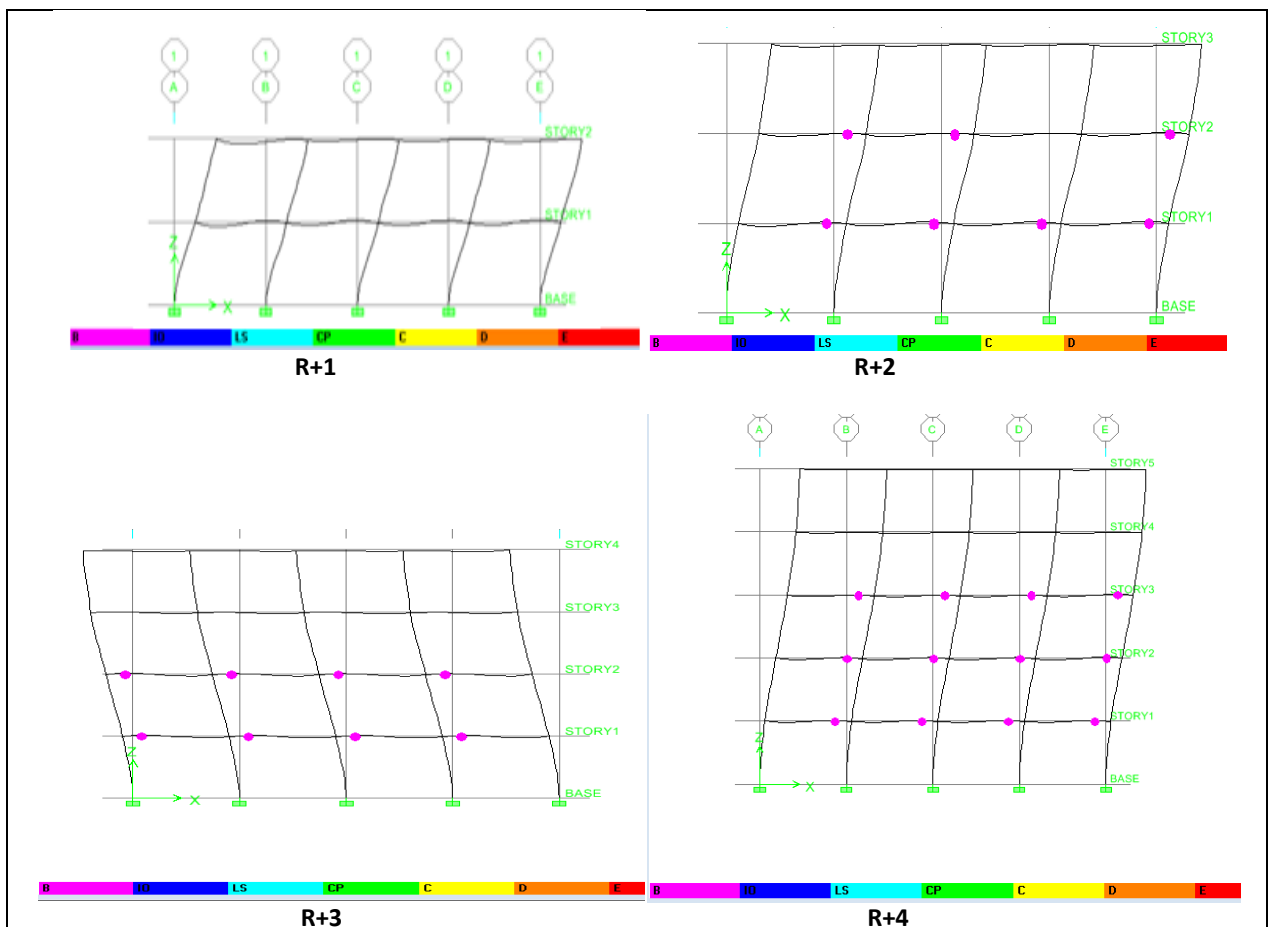 1 1 1 1 1
A B C D E
STORY2
STORY1
Z
X
BASE
B IO LS CP C D E
R+1
STORY3
STORY2
STORY1
Z
X
BASE
B IO LS CP C D E
R+2
STORY4
STORY3
STORY2
STORY1
Z
X
BASE
B IO LS CP C D E
R+3
A B C D E
STORY5
STORY4
STORY3
STORY2
STORY1
Z
X
BASE
B IO LS CP C D E
R+4